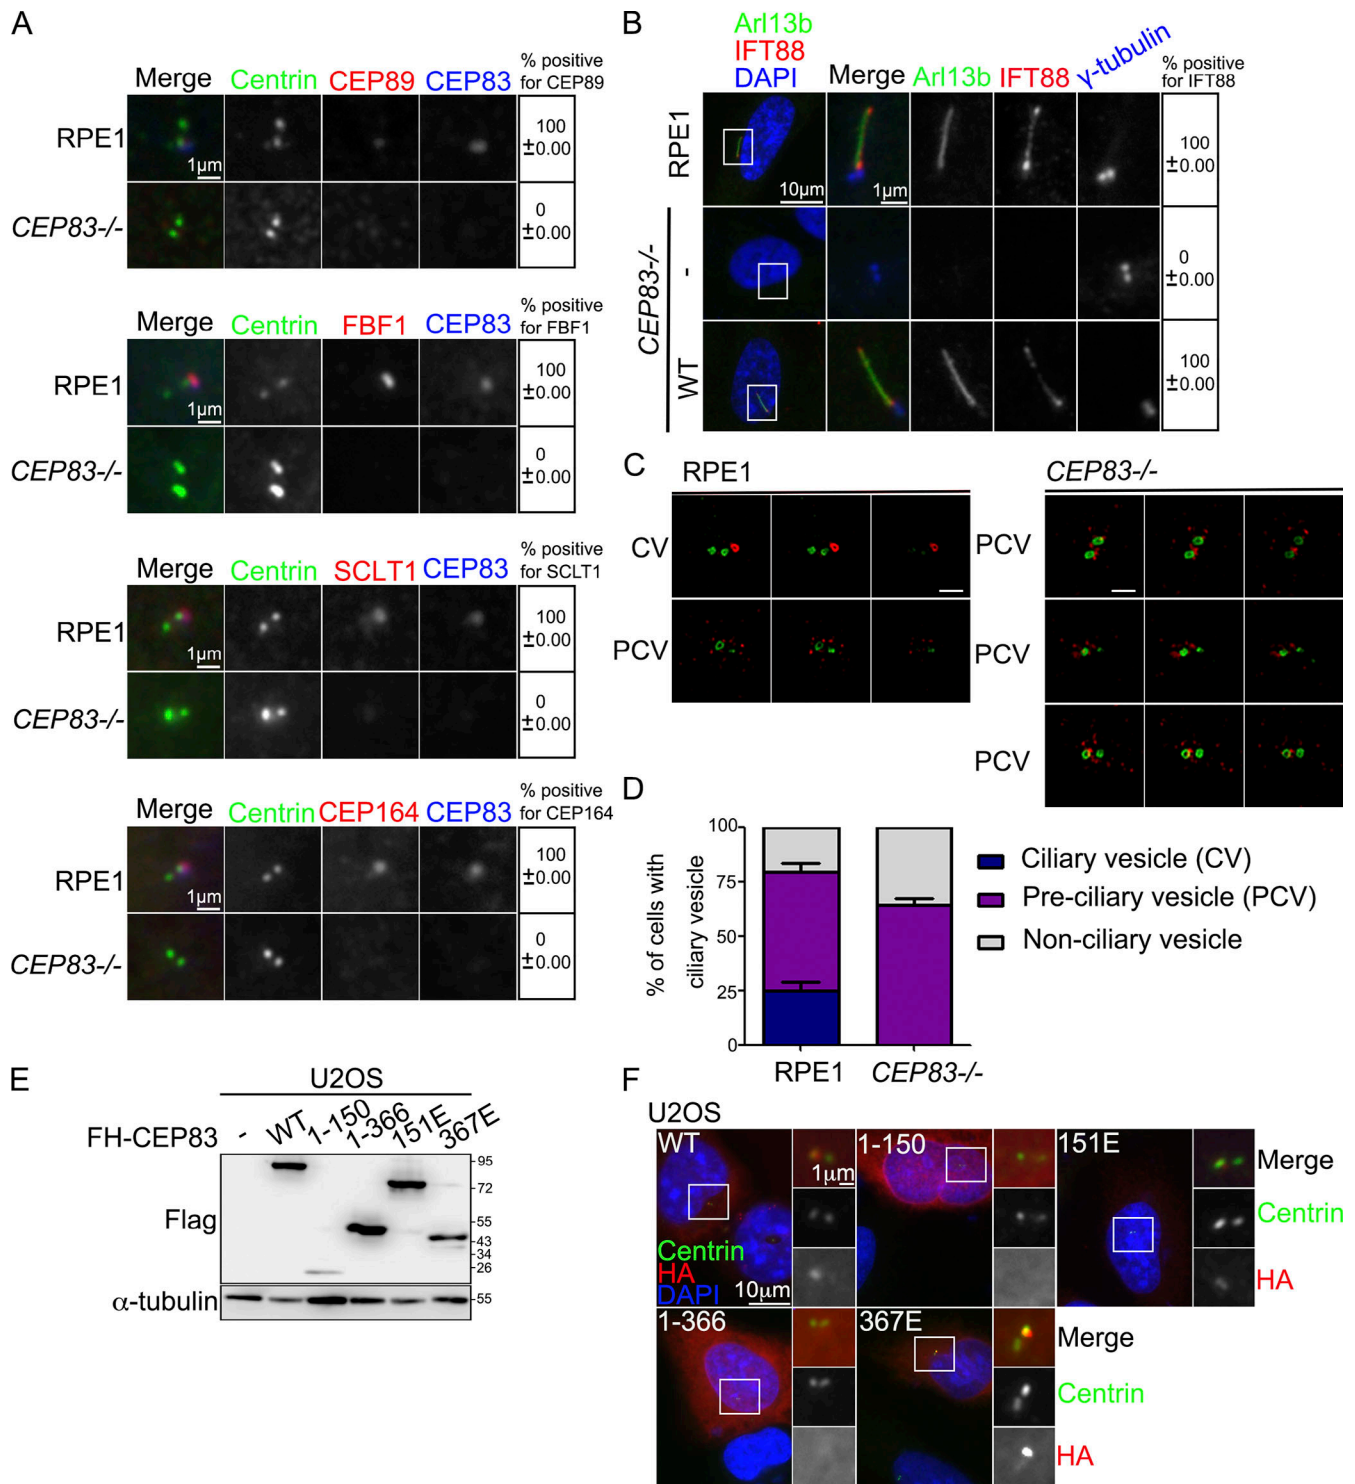 A
Merge Centrin CEP89 CEP83
% positive
for CEP89
RPE1
1µm
100
±0.00
CEP83-/-
0
±0.00
Merge Centrin FBF1 CEP83
% positive
for FBF1
RPE1
1µm
100
±0.00
CEP83-/-
0
±0.00
Merge Centrin SCLT1 CEP83
% positive
for SCLT1
RPE1
1µm
100
±0.00
CEP83-/-
0
±0.00
Merge Centrin CEP164 CEP83
% positive
for CEP164
RPE1
1µm
100
±0.00
CEP83-/-
0
±0.00
B
Arl13b
IFT88
DAPI
Merge Arl13b IFT88 γ-tubulin
% positive
for IFT88
RPE1
10µm
1µm
100
±0.00
CEP83-/-
-
0
±0.00
WT
100
±0.00
C
RPE1
CV
PCV
CEP83-/-
PCV
PCV
PCV
D
% of cells with
ciliary vesicle
100
75
50
25
0
RPE1 CEP83-/-
Ciliary vesicle (CV)
Pre-ciliary vesicle (PCV)
Non-ciliary vesicle
E
U2OS
FH-CEP83 - WT 1-150 1-366 151E 367E
Flag
95
72
55
43
34
26
α-tubulin
55
F
U2OS
WT
Centrin
HA
DAPI
10µm
1µm
1-150
151E
Merge
Centrin
HA
1-366
367E
Merge
Centrin
HA